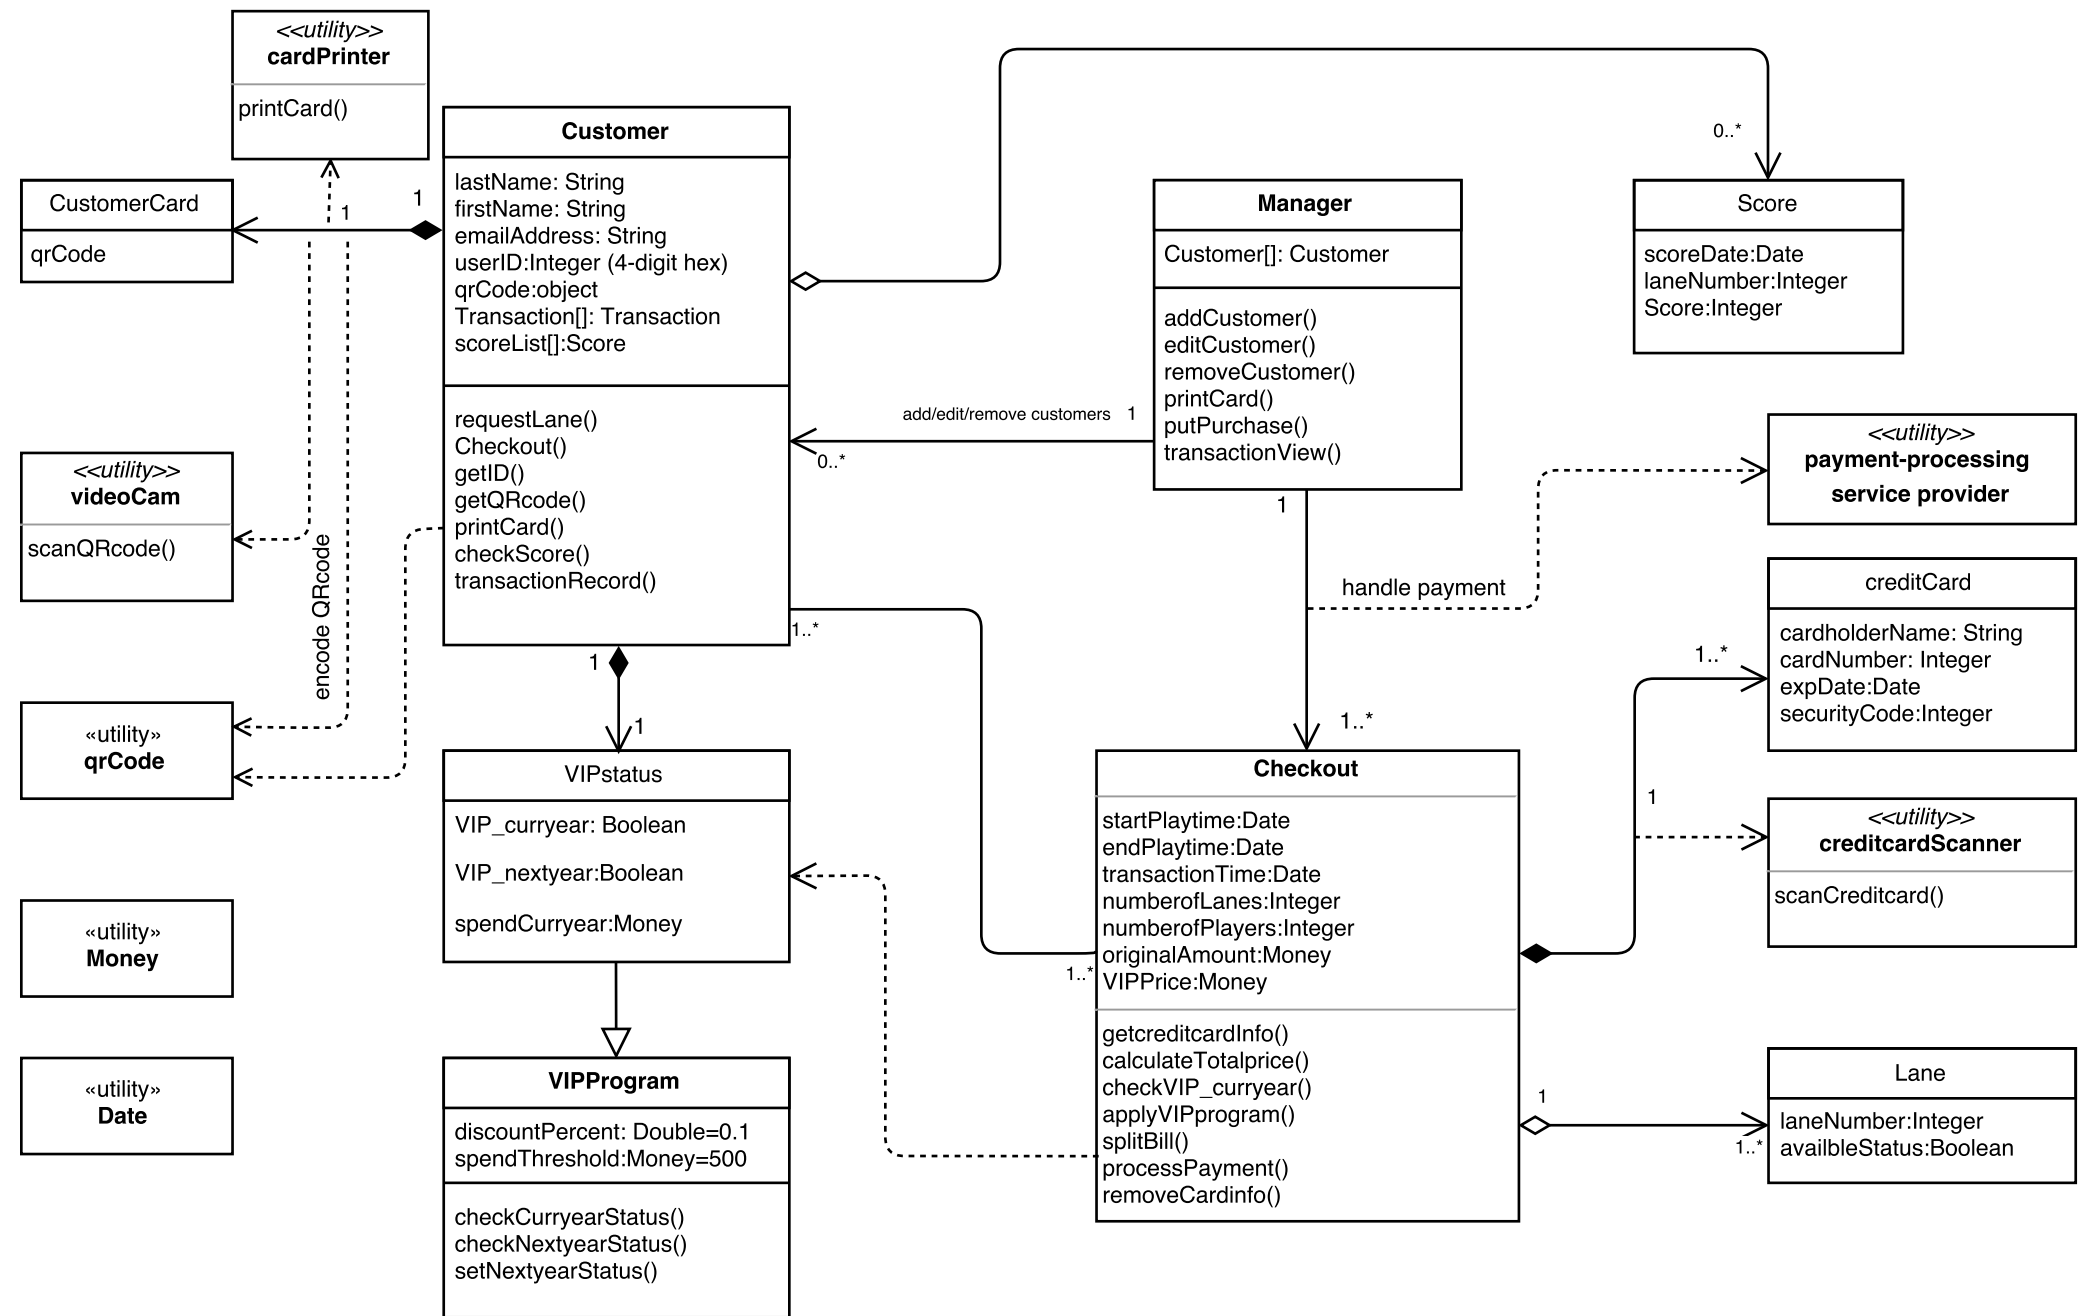 <<utility>>
cardPrinter
printCard()
CustomerCard
qrCode
1
1
Customer
lastName: String
firstName: String
emailAddress: String
userID:Integer (4-digit hex)
qrCode:object
Transaction[]: Transaction
scoreList[]:Score
requestLane()
Checkout()
getID()
getQRcode()
printCard()
checkScore()
transactionRecord()
Manager
Customer[]: Customer
addCustomer()
editCustomer()
removeCustomer()
printCard()
putPurchase()
transactionView()
0..*
Score
scoreDate:Date
laneNumber:Integer
Score:Integer
add/edit/remove customers
1
0..*
<<utility>>
videoCam
scanQRcode()
encode QRcode
«utility»
qrCode
«utility»
Money
«utility»
Date
1
1
VIPstatus
VIP_curryear: Boolean
VIP_nextyear:Boolean
spendCurryear:Money
VIPProgram
discountPercent: Double=0.1
spendThreshold:Money=500
checkCurryearStatus()
checkNextyearStatus()
setNextyearStatus()
1..*
1..*
1
handle payment
1..*
Checkout
startPlaytime:Date
endPlaytime:Date
transactionTime:Date
numberofLanes:Integer
numberofPlayers:Integer
originalAmount:Money
VIPPrice:Money
getcreditcardInfo()
calculateTotalprice()
checkVIP_curryear()
applyVIPprogram()
splitBill()
processPayment()
removeCardinfo()
<<utility>>
payment-processing
service provider
1..*
creditCard
cardholderName: String
cardNumber: Integer
expDate:Date
securityCode:Integer
1
<<utility>>
creditcardScanner
scanCreditcard()
1
1..*
Lane
laneNumber:Integer
availbleStatus:Boolean